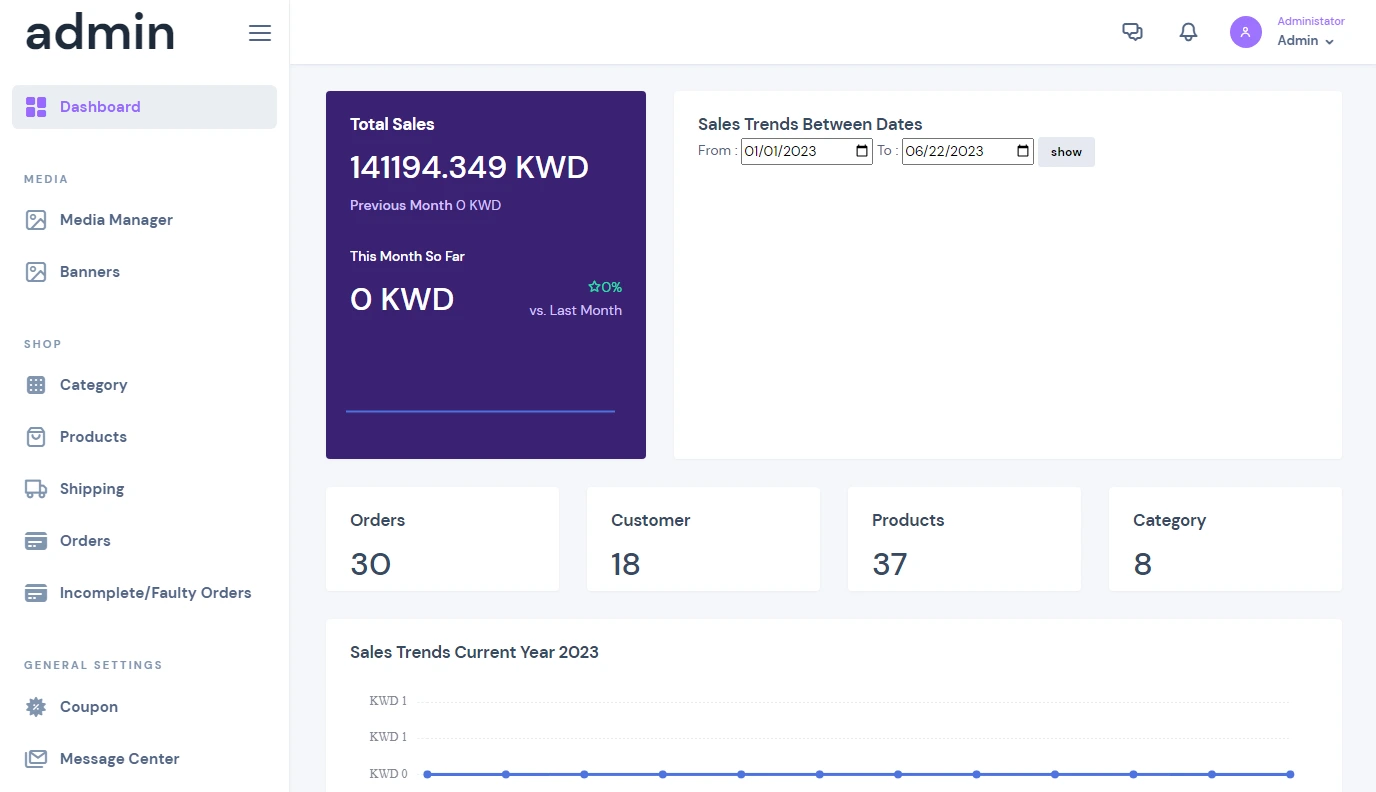 admin
Administator
Admin
Dashboard
MEDIA
Media Manager
Banners
SHOP
Category
Products
Shipping
Orders
Incomplete/Faulty Orders
GENERAL SETTINGS
Coupon
Message Center
Total Sales
141194.349 KWD
Previous Month 0 KWD
This Month So Far
0 KWD
0%
vs. Last Month
Sales Trends Between Dates
From : 01/01/2023 To : 06/22/2023 show
Orders
30
Customer
18
Products
37
Category
8
Sales Trends Current Year 2023
KWD 1
KWD 1
KWD 0